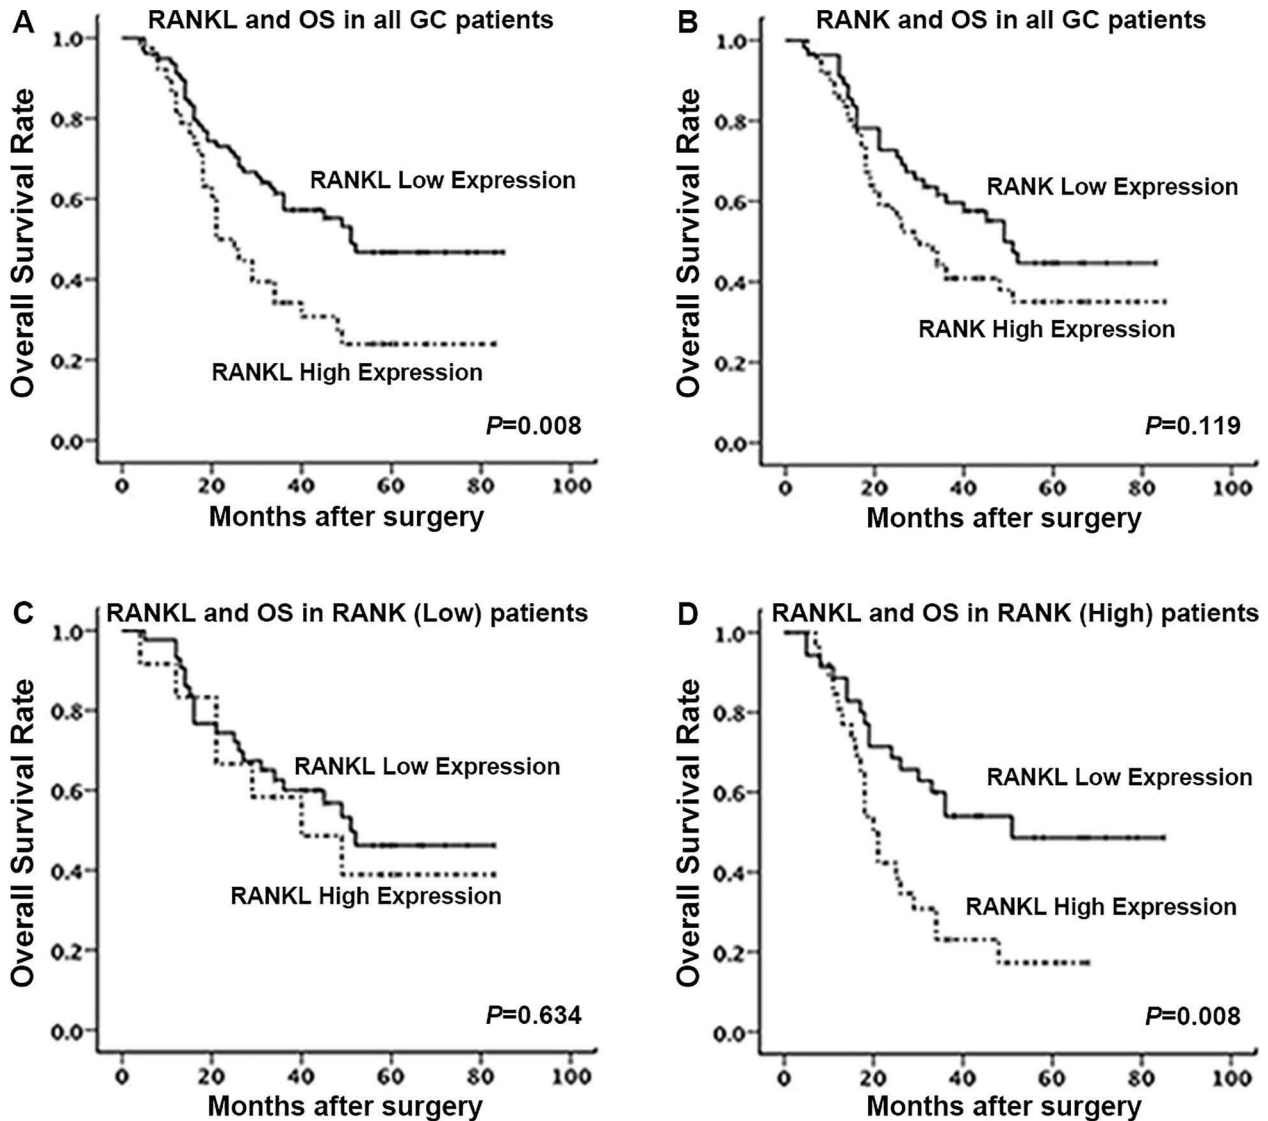 A RANKL and OS in all GC patients
Overall Survival Rate
1.0
0.8
0.6
0.4
0.2
0.0
RANKL Low Expression
RANKL High Expression
P=0.008
0 20 40 60 80 100
Months after surgery
B RANK and OS in all GC patients
Overall Survival Rate
1.0
0.8
0.6
0.4
0.2
0.0
RANK Low Expression
RANK High Expression
P=0.119
0 20 40 60 80 100
Months after surgery
C RANKL and OS in RANK (Low) patients
Overall Survival Rate
1.0
0.8
0.6
0.4
0.2
0.0
RANKL Low Expression
RANKL High Expression
P=0.634
0 20 40 60 80 100
Months after surgery
D RANKL and OS in RANK (High) patients
Overall Survival Rate
1.0
0.8
0.6
0.4
0.2
0.0
RANKL Low Expression
RANKL High Expression
P=0.008
0 20 40 60 80 100
Months after surgery